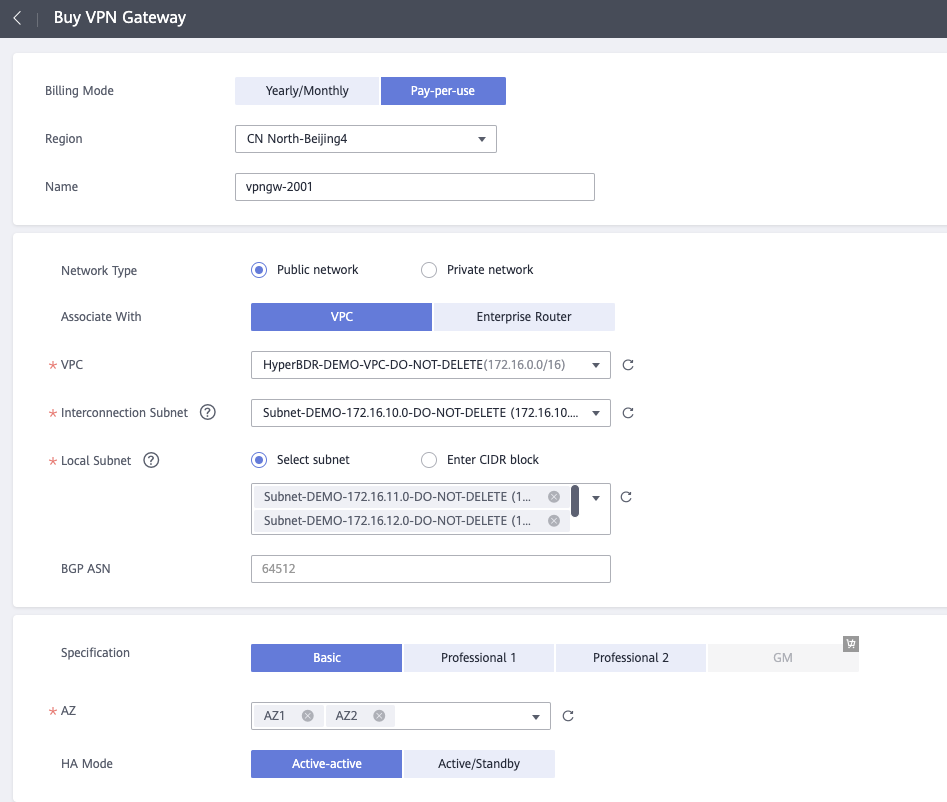 Buy VPN Gateway
Billing Mode Yearly/Monthly Pay-per-use
Region CN North-Beijing4
Name vpngw-2001
Network Type Public network Private network
Associate With VPC Enterprise Router
* VPC HyperBDR-DEMO-VPC-DO-NOT-DELETE(172.16.0.0/16)
* Interconnection Subnet ? Subnet-DEMO-172.16.10.0-DO-NOT-DELETE (172.16.10....
* Local Subnet ? Select subnet Enter CIDR block
Subnet-DEMO-172.16.11.0-DO-NOT-DELETE (1...
Subnet-DEMO-172.16.12.0-DO-NOT-DELETE (1...
BGP ASN 64512
Specification Basic Professional 1 Professional 2 GM
* AZ AZ1 AZ2
HA Mode Active-active Active/Standby